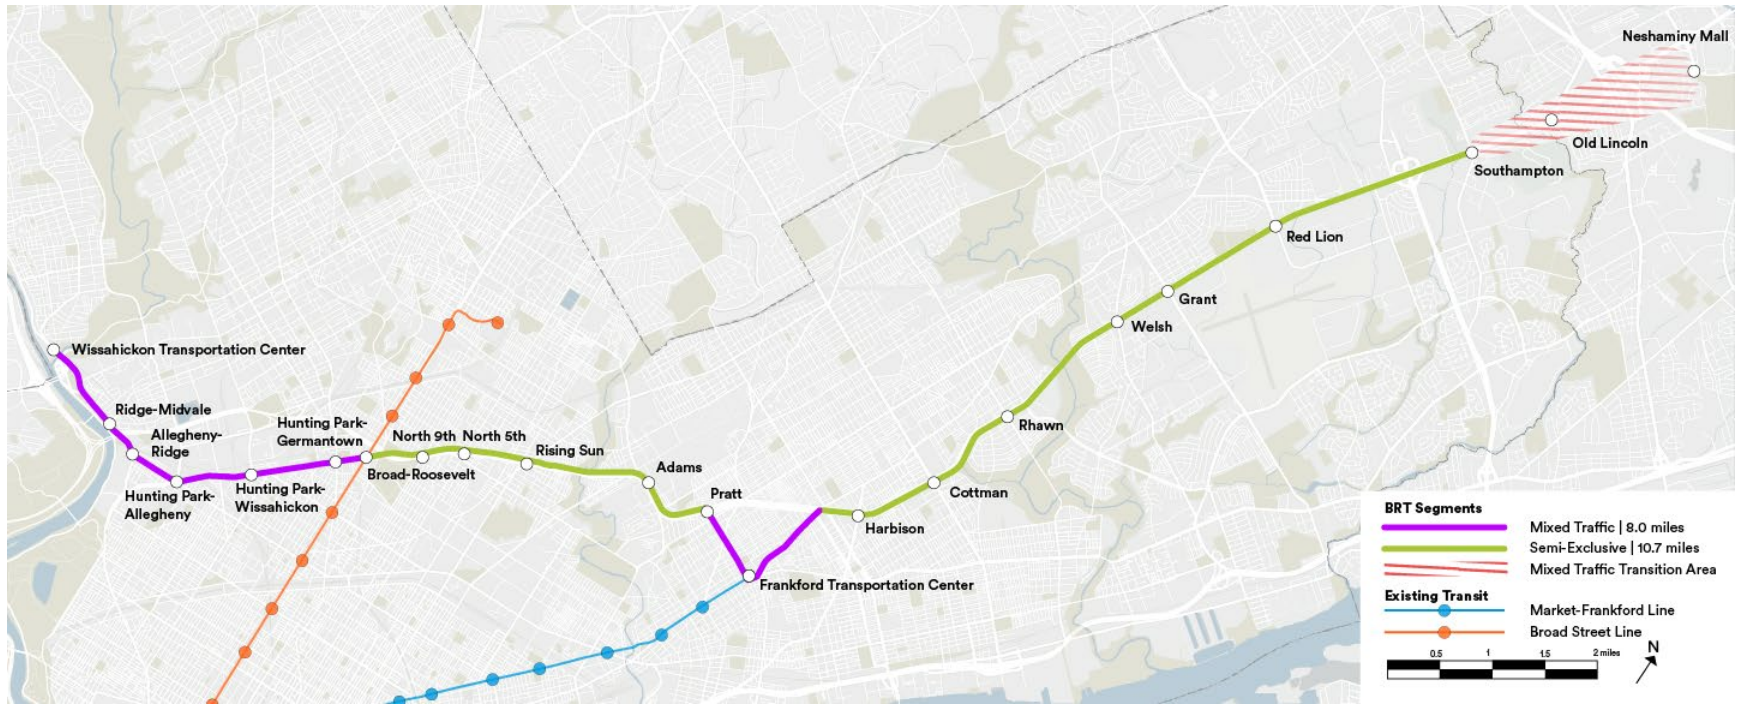 Neshaminy Mall
Old Lincoln
Southampton
Red Lion
Grant
Welsh
Wissahickon Transportation Center
Ridge-Midvale
Allegheny-
Ridge
Hunting Park-
Allegheny
Hunting Park-
Wissahickon
Hunting Park-
Germantown
Broad-Roosevelt
North 9th
North 5th
Rising Sun
Adams
Pratt
Frankford Transportation Center
Harbison
Cottman
Rhawn
BRT Segments
Mixed Traffic | 8.0 miles
Semi-Exclusive | 10.7 miles
Mixed Traffic Transition Area
Existing Transit
Market-Frankford Line
Broad Street Line
0.5 1 1.5 2 miles
N